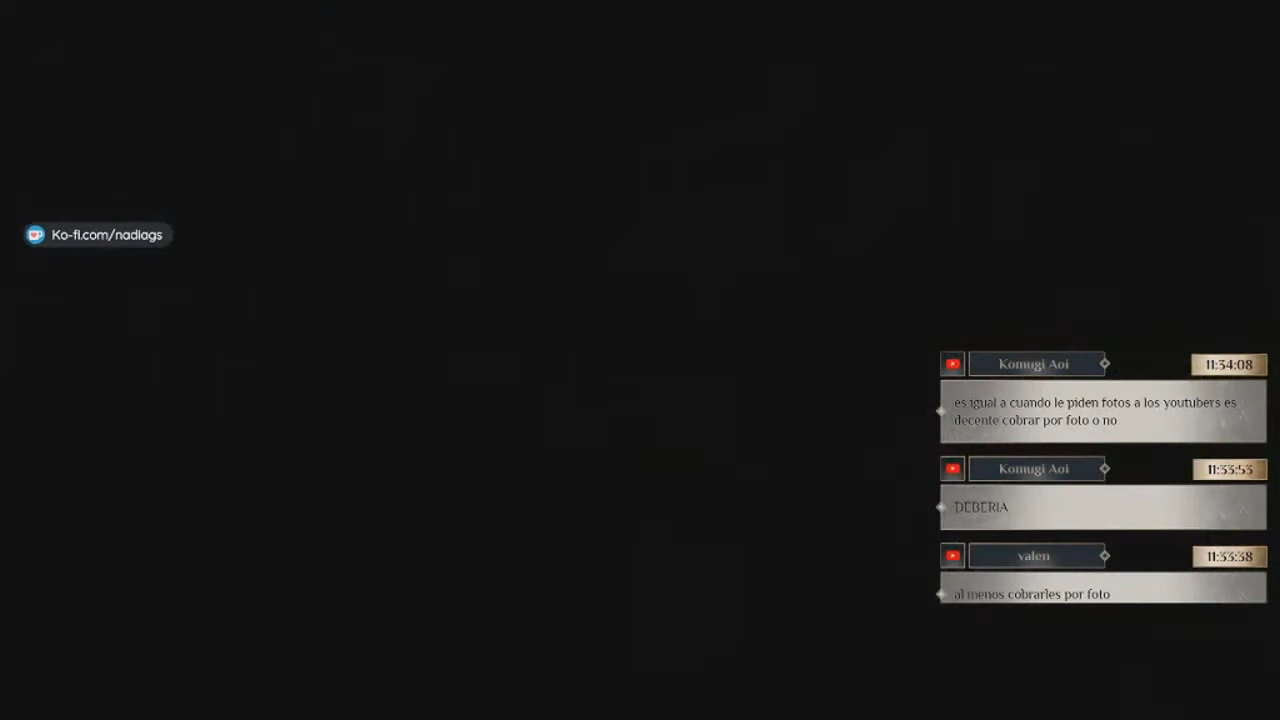 Ko-fi.com/nadlags
Komugi Aoi
11:34:08
es igual a cuando le piden fotos a los youtubers es
decente cobrar por foto o no
Komugi Aoi
11:33:53
DEBERIA
valen
11:33:38
al menos cobrarles por foto